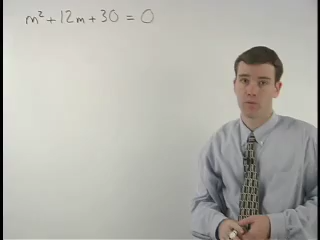 m² + 12m + 30 = 0